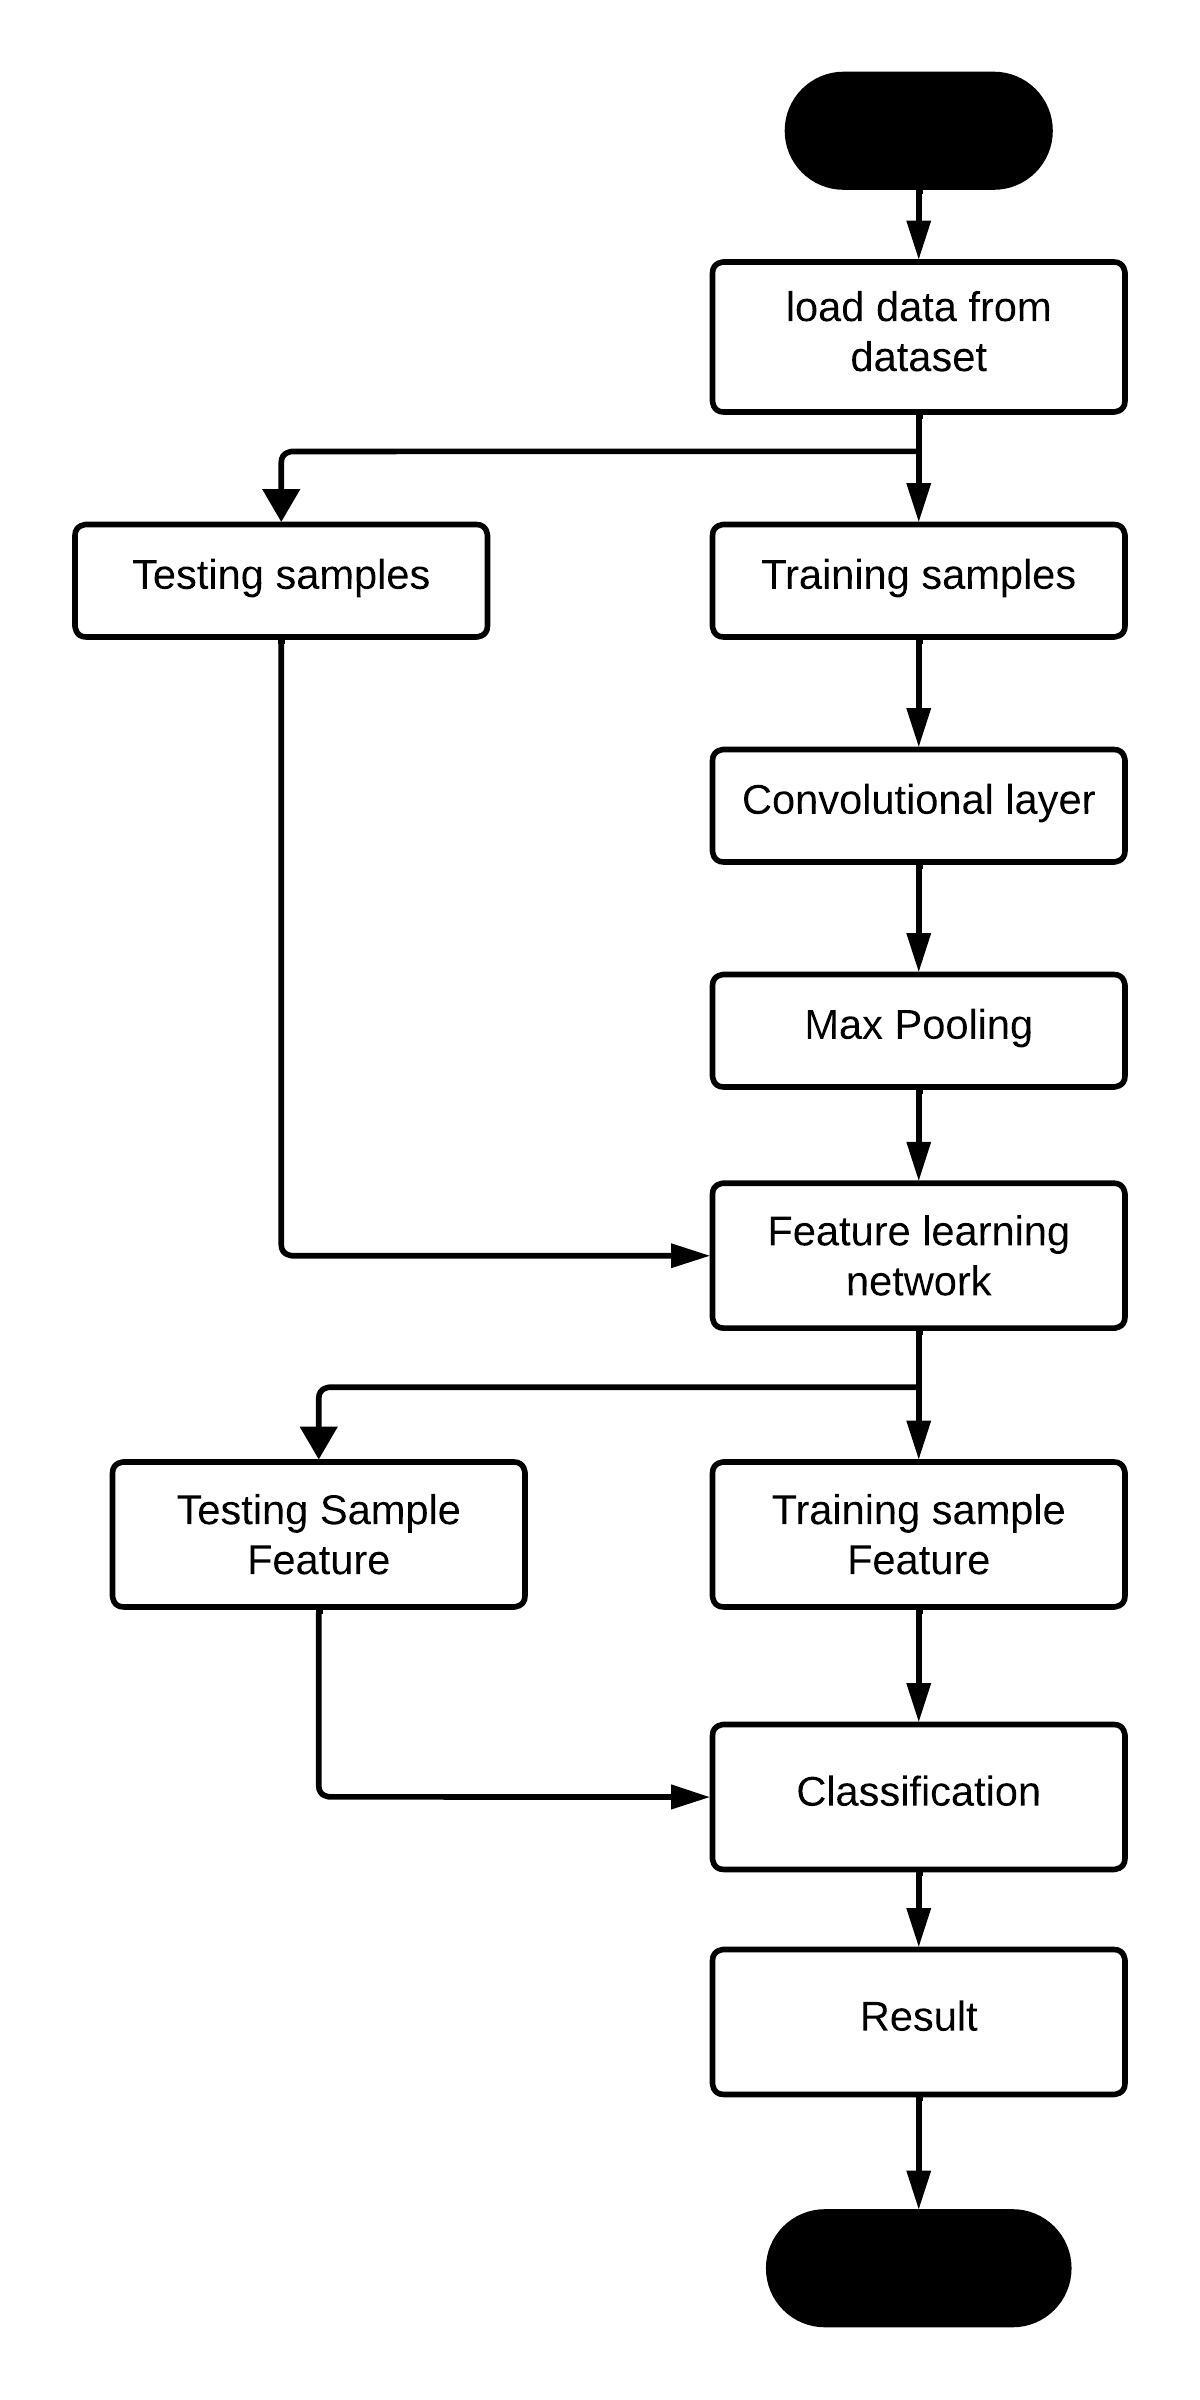 load data from
dataset
Testing samples
Training samples
Convolutional layer
Max Pooling
Feature learning
network
Testing Sample
Feature
Training sample
Feature
Classification
Result